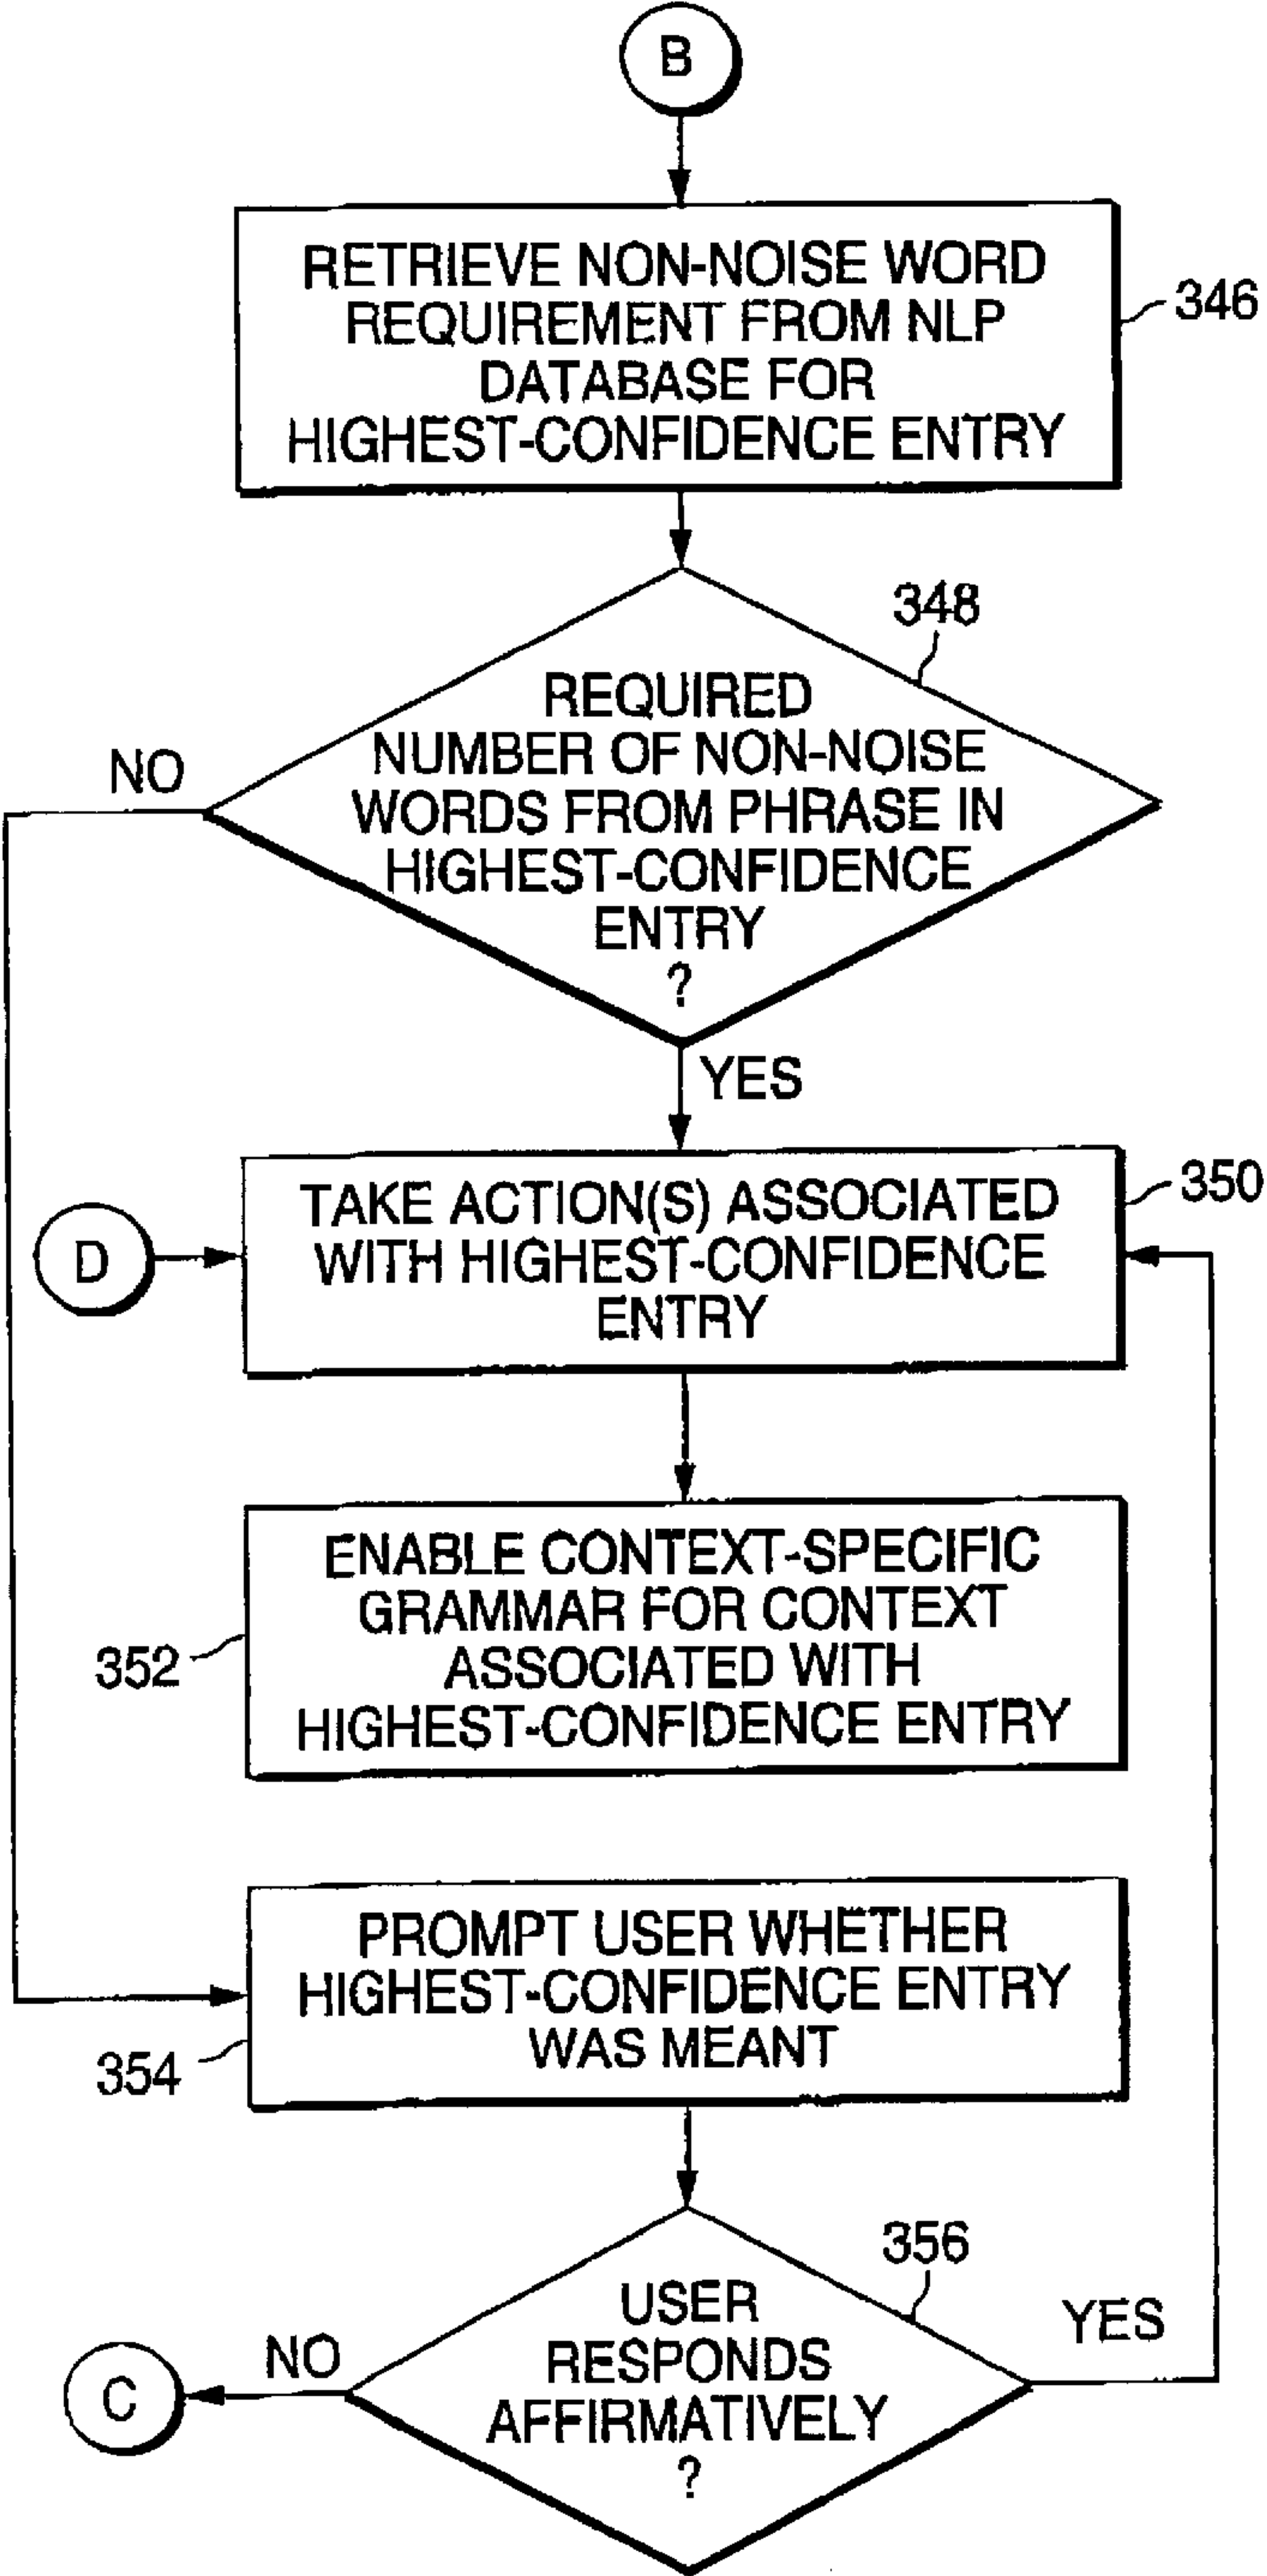 B
RETRIEVE NON-NOISE WORD
REQUIREMENT FROM NLP
DATABASE FOR
HIGHEST-CONFIDENCE ENTRY
346
348
REQUIRED
NUMBER OF NON-NOISE
WORDS FROM PHRASE IN
HIGHEST-CONFIDENCE
ENTRY
?
NO
YES
350
TAKE ACTION(S) ASSOCIATED
WITH HIGHEST-CONFIDENCE
ENTRY
D
ENABLE CONTEXT-SPECIFIC
GRAMMAR FOR CONTEXT
ASSOCIATED WITH
HIGHEST-CONFIDENCE ENTRY
352
PROMPT USER WHETHER
HIGHEST-CONFIDENCE ENTRY
WAS MEANT
354
356
USER
RESPONDS
AFFIRMATIVELY
?
YES
NO
C